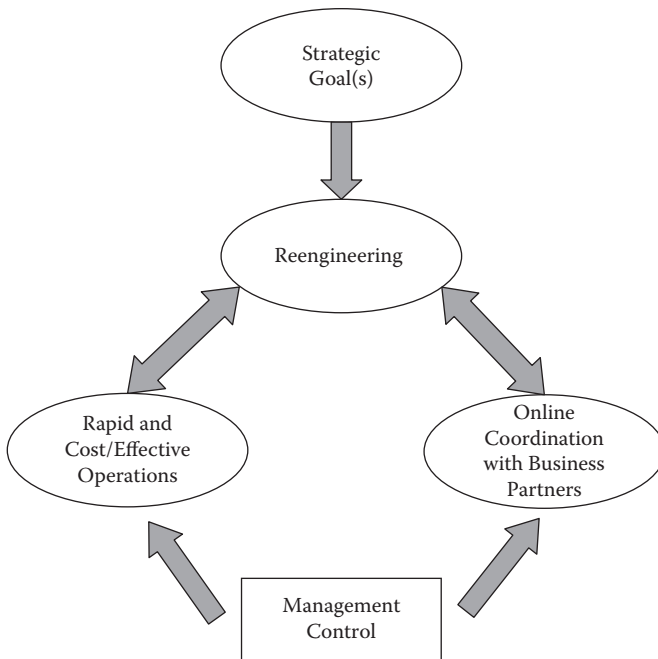 Strategic
Goal(s)
Reengineering
Rapid and
Cost/Effective
Operations
Online
Coordination
with Business
Partners
Management
Control